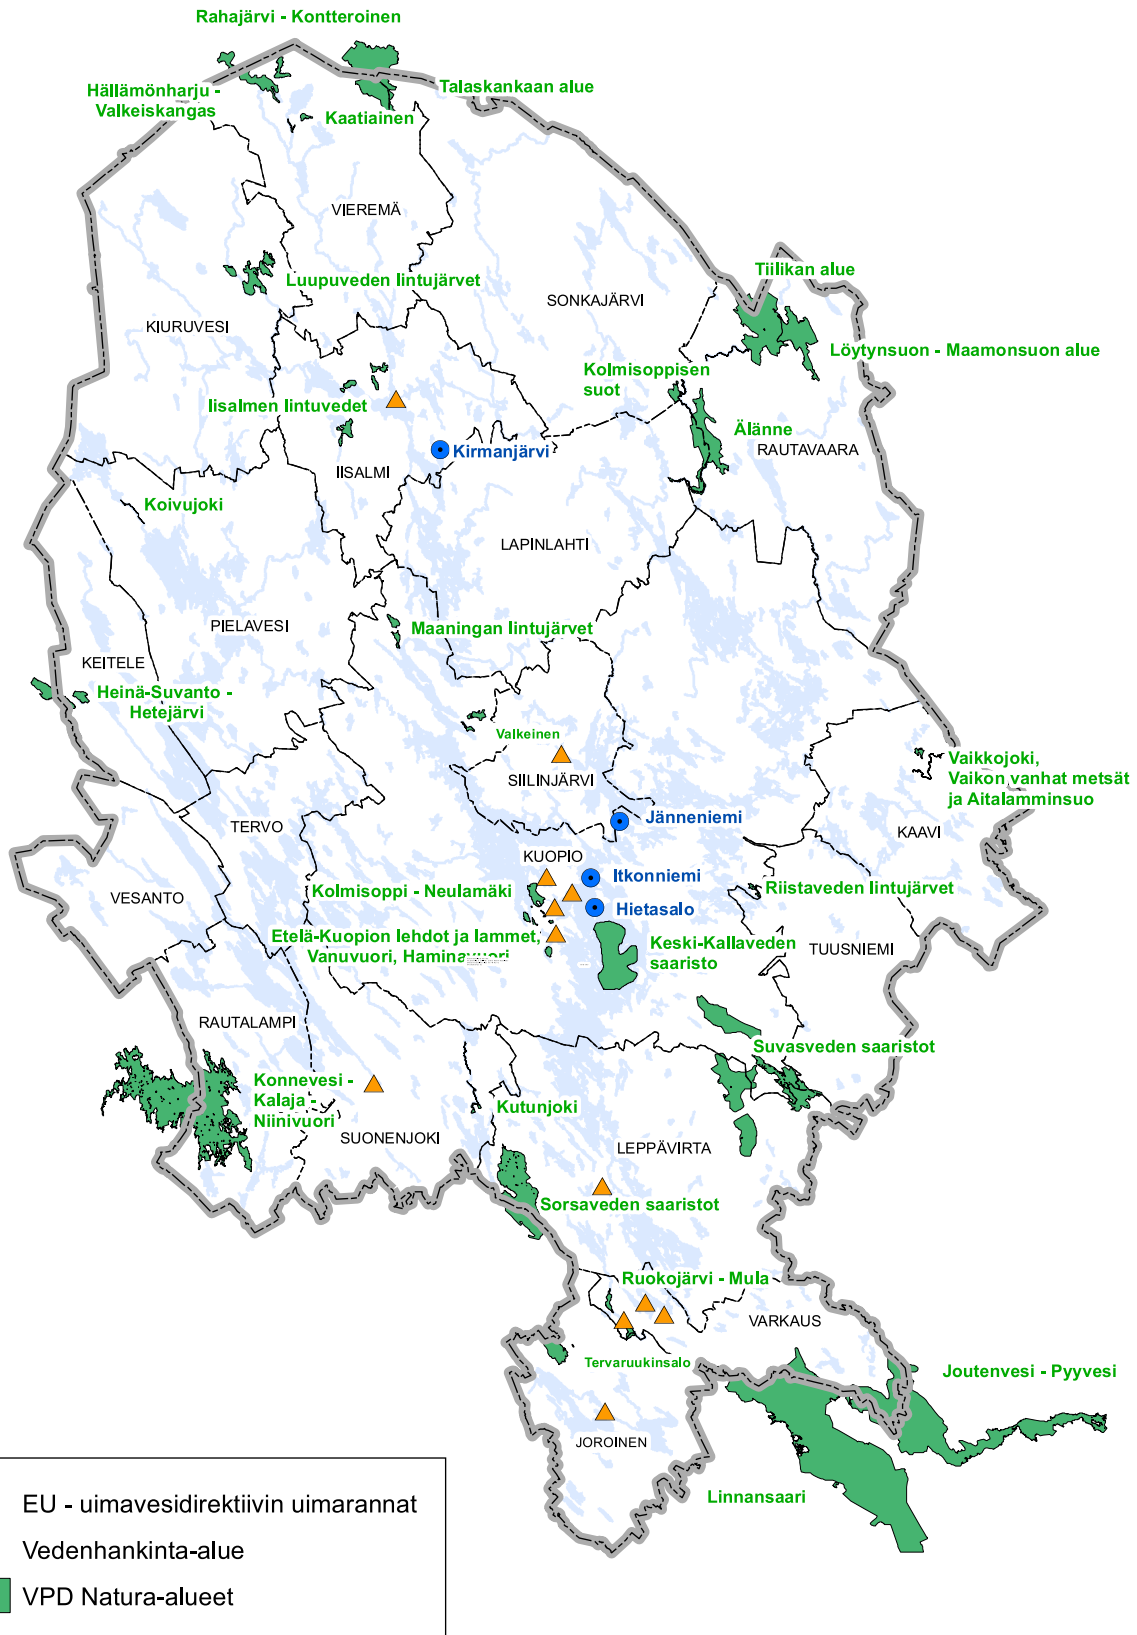 Rahajärvi - Kontteroinen
Hällämönharju -
Valkeiskangas
Talaskankaan alue
Kaatiainen
VIEREMÄ
Luupuveden lintujärvet
Tiilikan alue
SONKAJÄRVI
KIURUVESI
Löytynsuon - Maamonsuon alue
Kolmisoppisen
suot
Iisalmen lintuvedet
Älänne
RAUTAVAARA
Kirmanjärvi
IISALMI
Koivujoki
LAPINLAHTI
PIELAVESI
Maaningan lintujärvet
KEITELE
Heinä-Suvanto -
Hetejärvi
Valkeinen
SIILINJÄRVI
Vaikkojoki,
Vaikon vanhat metsät
ja Aitalamminsuo
Jänneniemi
TERVO
KAAVI
KUOPIO
Itkonniemi
Kolmisoppi - Neulamäki
Riistaveden lintujärvet
VESANTO
Hietasalo
Etelä-Kuopion lehdot ja lammet,
Vanuvuori, Haminavuori
Keski-Kallaveden
saaristo
TUUSNIEMI
RAUTALAMPI
Suvasveden saaristot
Konnevesi -
Kalaja -
Niinivuori
Kutunjoki
SUONENJOKI
LEPPÄVIRTA
Sorsaveden saaristot
Ruokojärvi - Mula
VARKAUS
Tervaruukinsalo
Joutenvesi - Pyyvesi
JOROINEN
Linnansaari
EU - uimavesidirektiivin uimarannat
Vedenhankinta-alue
VPD Natura-alueet